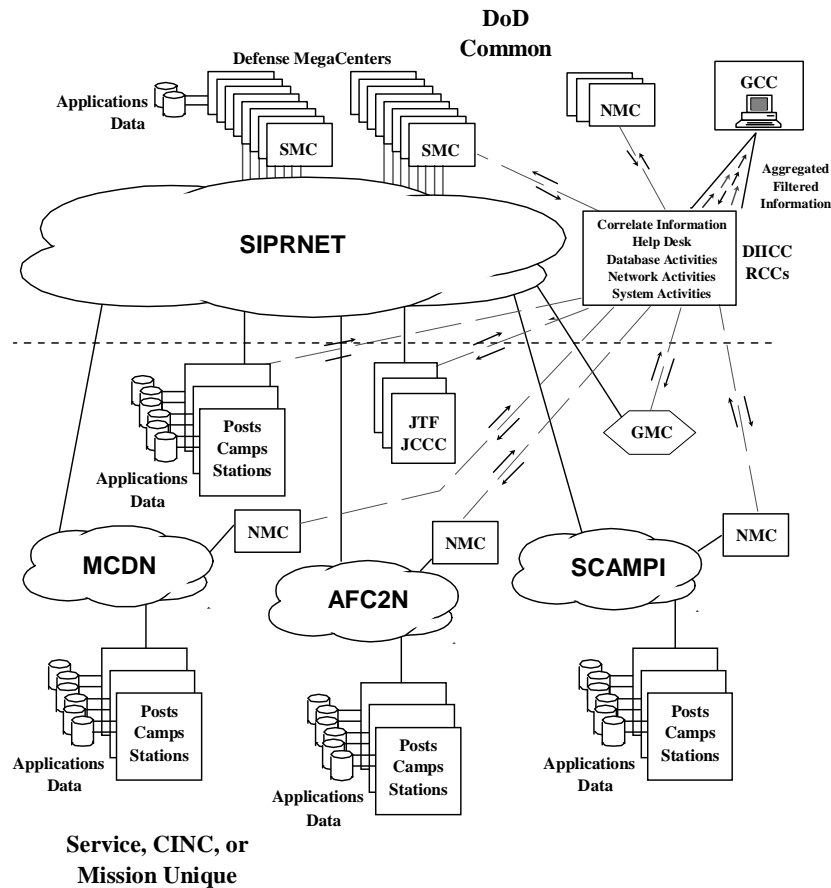 DoD
Common
Defense MegaCenters
Applications
Data
SMC
SMC
NMC
GCC
Aggregated
Filtered
Information
SIPRNET
Correlate Information
Help Desk
Database Activities
Network Activities
System Activities
DIICC
RCCs
Posts
Camps
Stations
Applications
Data
JTF
JCCC
GMC
NMC
NMC
NMC
MCDN
AFC2N
SCAMPI
Posts
Camps
Stations
Applications
Data
Posts
Camps
Stations
Applications
Data
Posts
Camps
Stations
Applications
Data
Service, CINC, or
Mission Unique